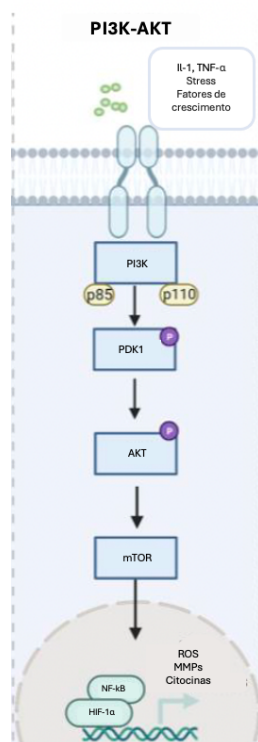 PI3K-AKT
Il-1, TNF-α
Stress
Fatores de
crescimento
PI3K
p85
p110
P
PDK1
P
AKT
mTOR
ROS
MMPs
Citocinas
NF-kB
HIF-1α